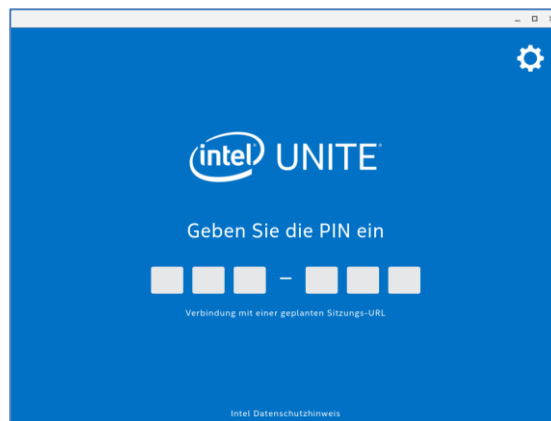 intel UNITE
Geben Sie die PIN ein
–
Verbindung mit einer geplanten Sitzungs-URL
Intel Datenschutzhinweis